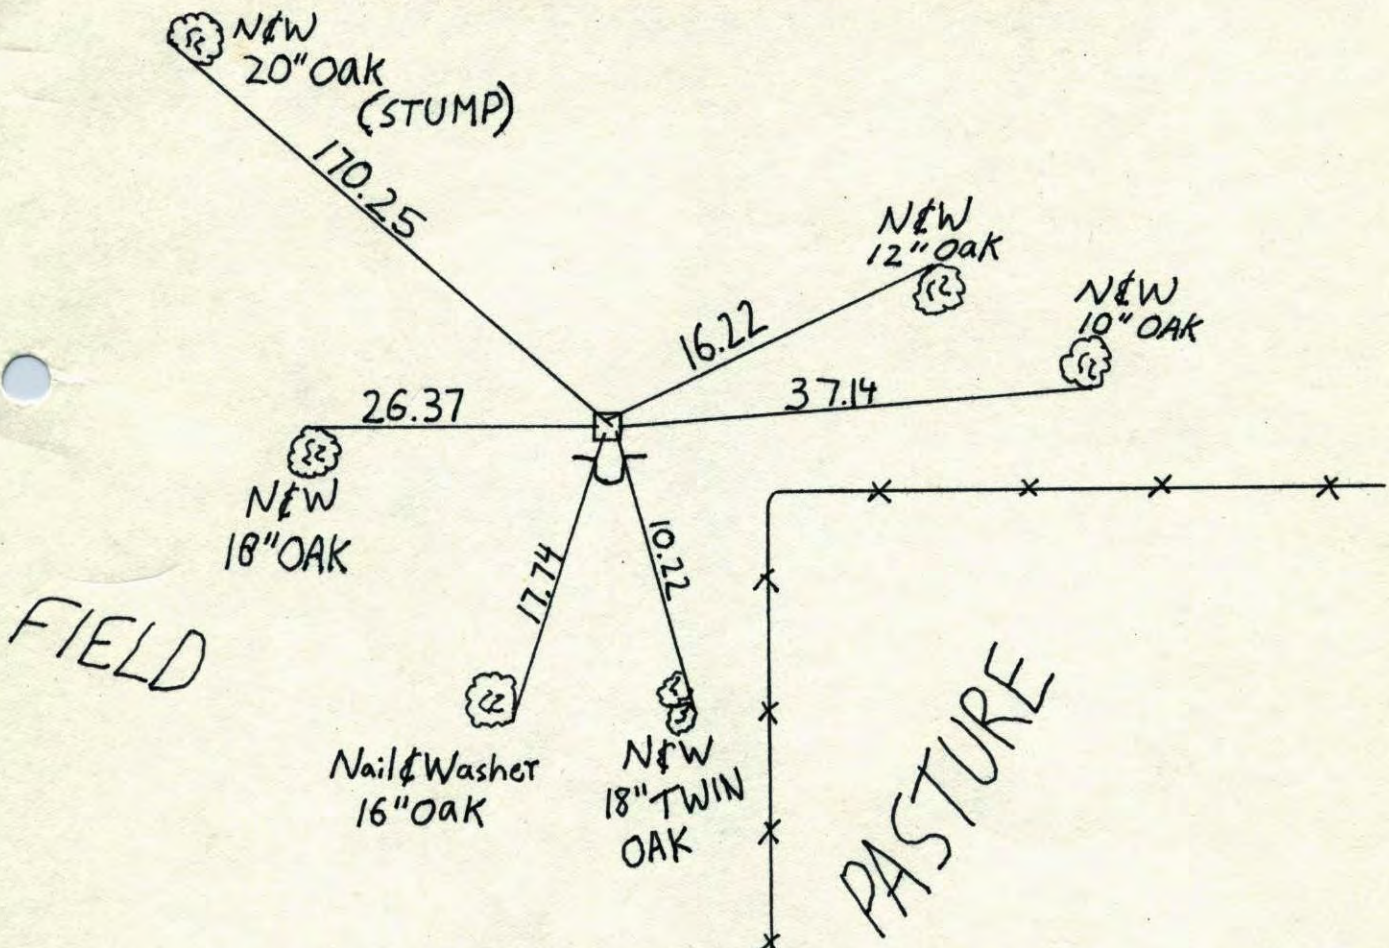 N&W
20" Oak
(STUMP)
170.25
N&W
12" Oak
N&W
10" OAK
16.22
37.14
26.37
N&W
18" OAK
17.74
10.22
FIELD
Nail & Washer
16" Oak
N&W
18" TWIN
OAK
PASTURE